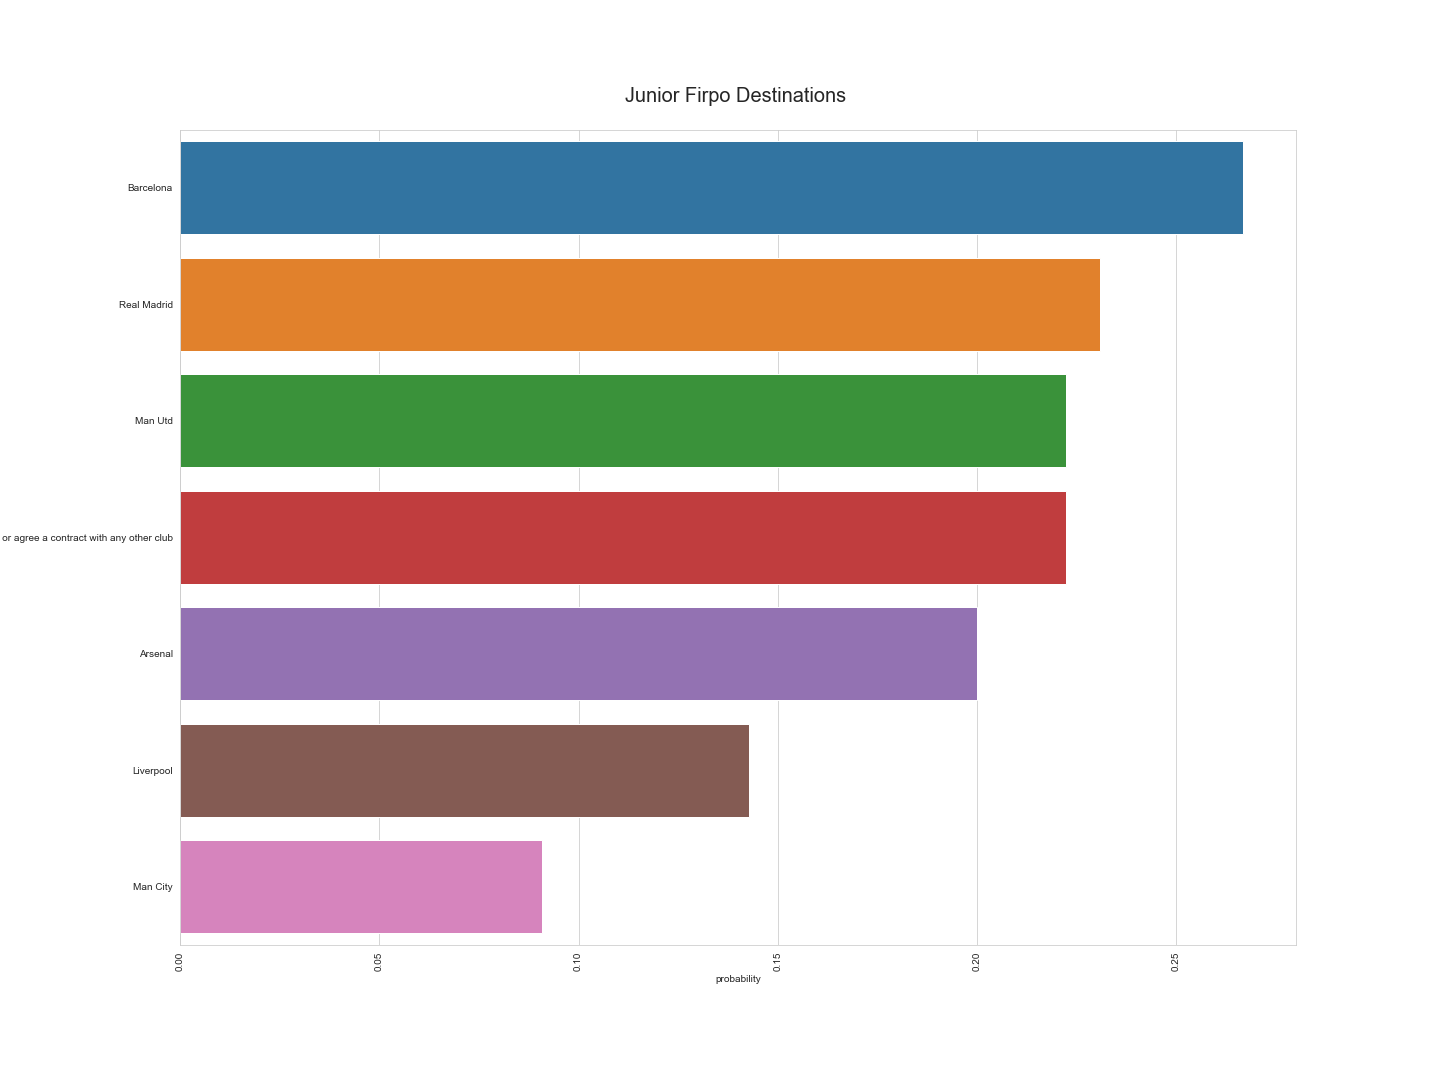 Junior Firpo Destinations
Barcelona
Real Madrid
Man Utd
or agree a contract with any other club
Arsenal
Liverpool
Man City
0.00
0.05
0.10
0.15
0.20
0.25
probability